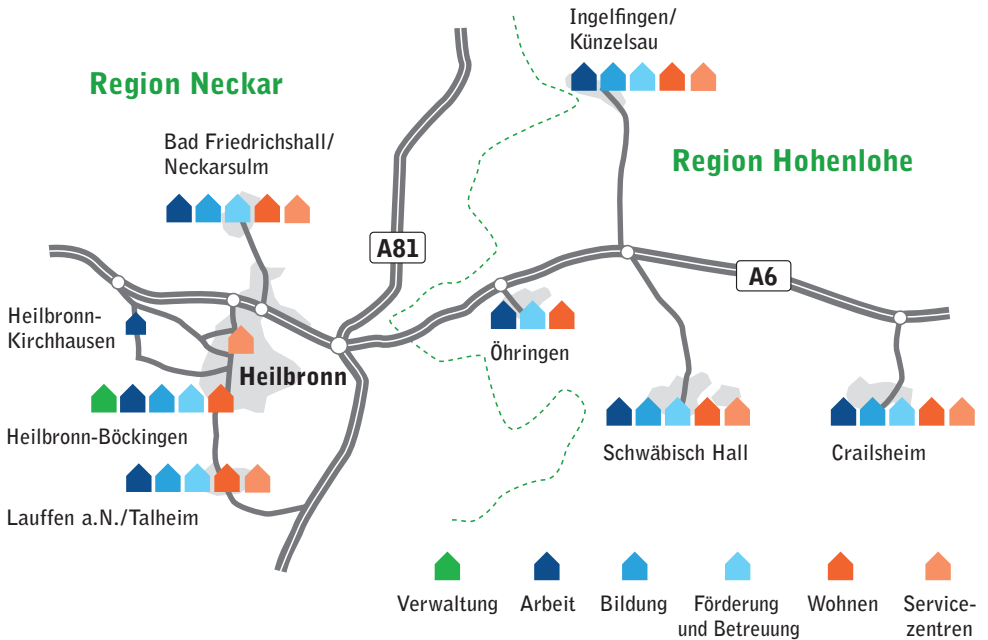 Ingelfingen/
Künzelsau
Region Neckar
Bad Friedrichshall/
Neckarsulm
Region Hohenlohe
A81
A6
Heilbronn-
Kirchhausen
Öhringen
Heilbronn
Heilbronn-Böckingen
Schwäbisch Hall
Crailsheim
Lauffen a.N./Talheim
Verwaltung
Arbeit
Bildung
Förderung
und Betreuung
Wohnen
Service-
zentren